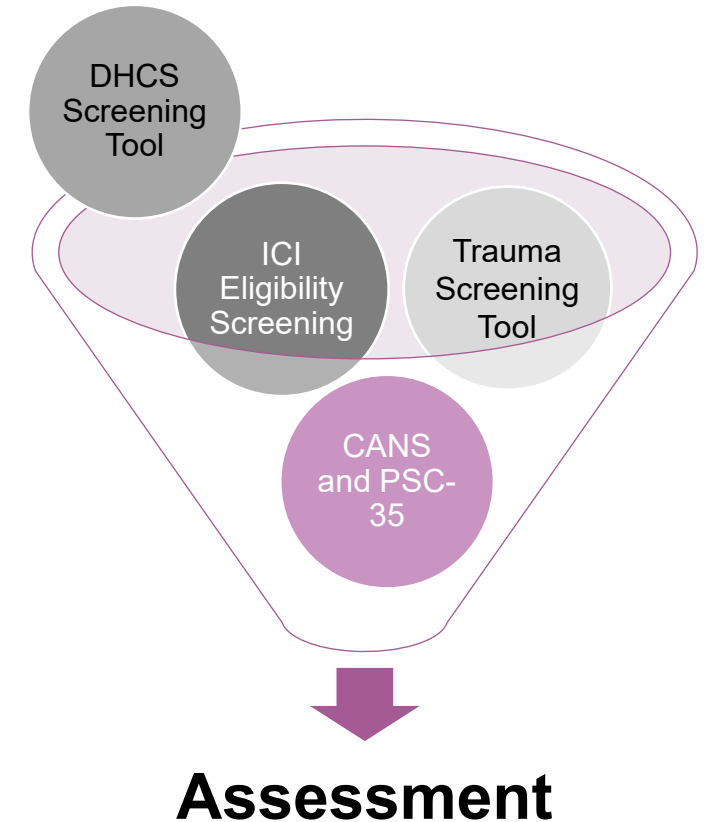 DHCS
Screening
Tool
ICI
Eligibility
Screening
Trauma
Screening
Tool
CANS
and PSC-
35
Assessment